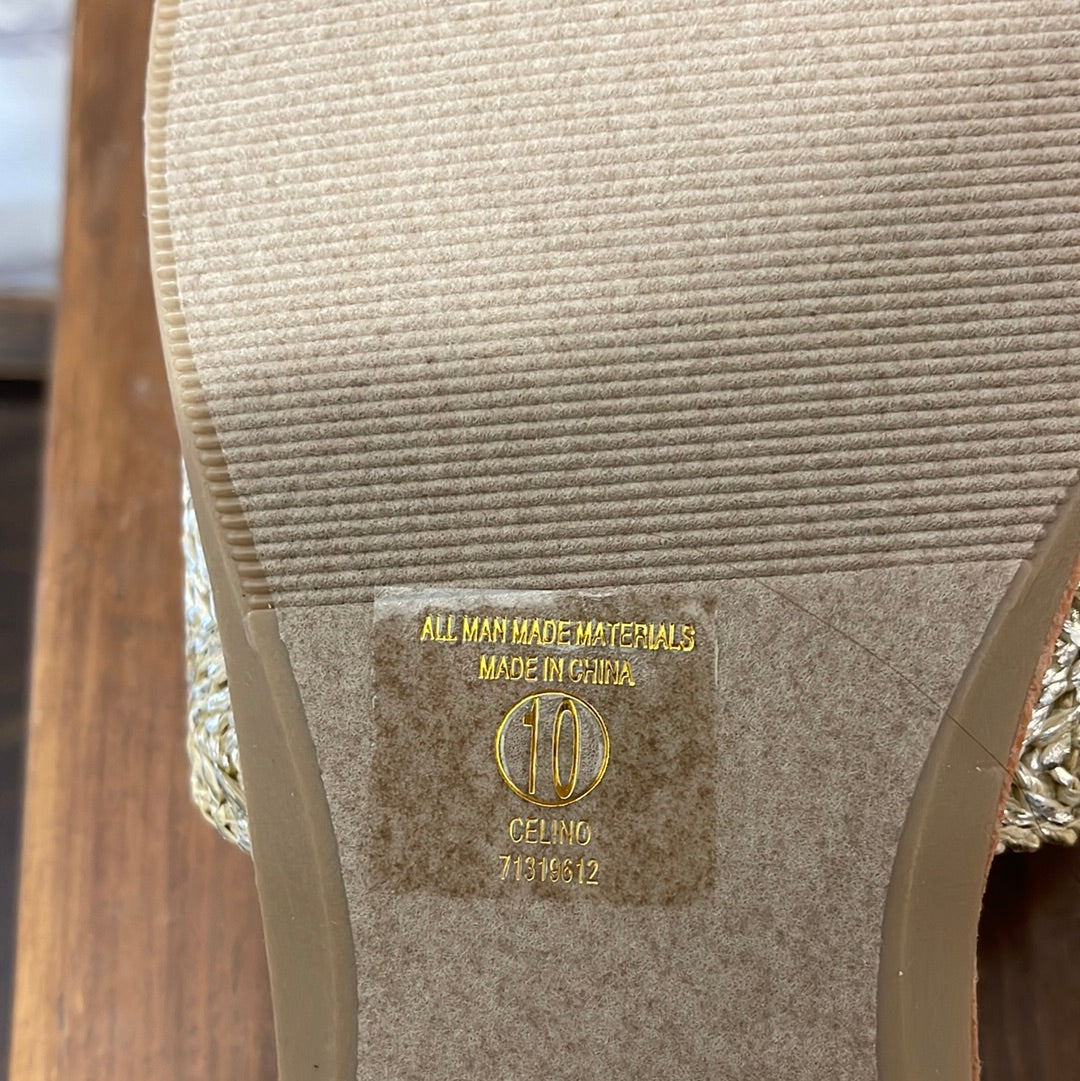 ALL MAN MADE MATERIALS
MADE IN CHINA
10
CELINO
71319612